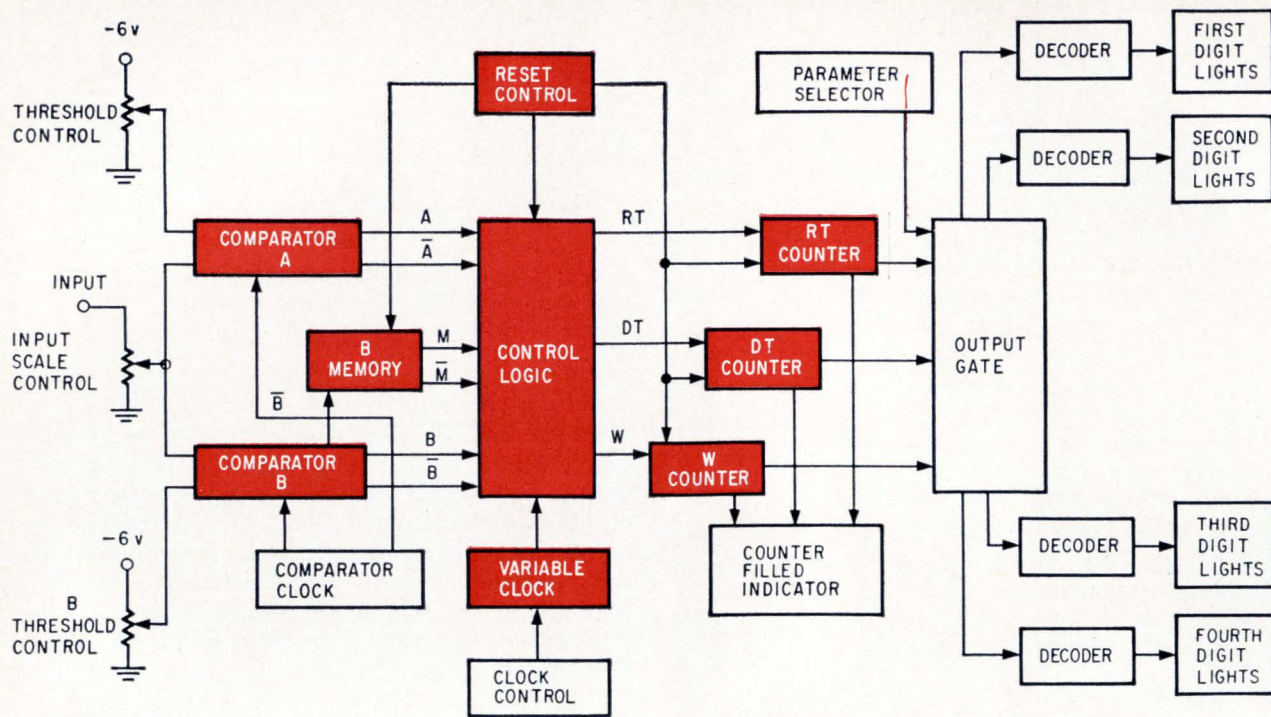 -6v
THRESHOLD
CONTROL
RESET
CONTROL
PARAMETER
SELECTOR
DECODER
FIRST
DIGIT
LIGHTS
DECODER
SECOND
DIGIT
LIGHTS
COMPARATOR
A
A
A̅
RT
RT
COUNTER
INPUT
INPUT
SCALE
CONTROL
B
MEMORY
M
M̅
CONTROL
LOGIC
DT
DT
COUNTER
OUTPUT
GATE
B̅
COMPARATOR
B
B
B̅
W
W
COUNTER
-6v
B
THRESHOLD
CONTROL
COMPARATOR
CLOCK
VARIABLE
CLOCK
COUNTER
FILLED
INDICATOR
DECODER
THIRD
DIGIT
LIGHTS
CLOCK
CONTROL
DECODER
FOURTH
DIGIT
LIGHTS